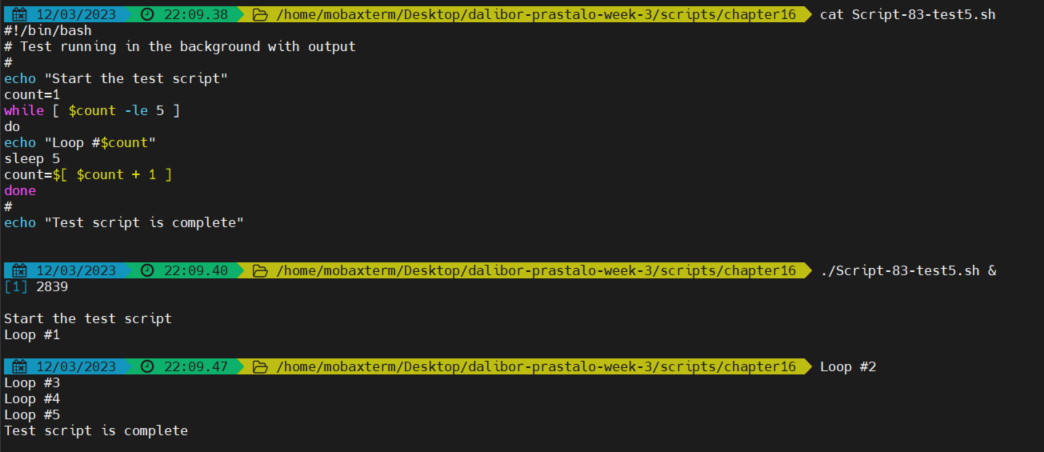 12/03/2023 22:09.38 /home/mobaxterm/Desktop/dalibor-prastalo-week-3/scripts/chapter16 cat Script-83-test5.sh
#!/bin/bash
# Test running in the background with output
#
echo "Start the test script"
count=1
while [ $count -le 5 ]
do
echo "Loop #$count"
sleep 5
count=$[ $count + 1 ]
done
#
echo "Test script is complete"
12/03/2023 22:09.40 /home/mobaxterm/Desktop/dalibor-prastalo-week-3/scripts/chapter16 ./Script-83-test5.sh &
[1] 2839
Start the test script
Loop #1
12/03/2023 22:09.47 /home/mobaxterm/Desktop/dalibor-prastalo-week-3/scripts/chapter16 Loop #2
Loop #3
Loop #4
Loop #5
Test script is complete